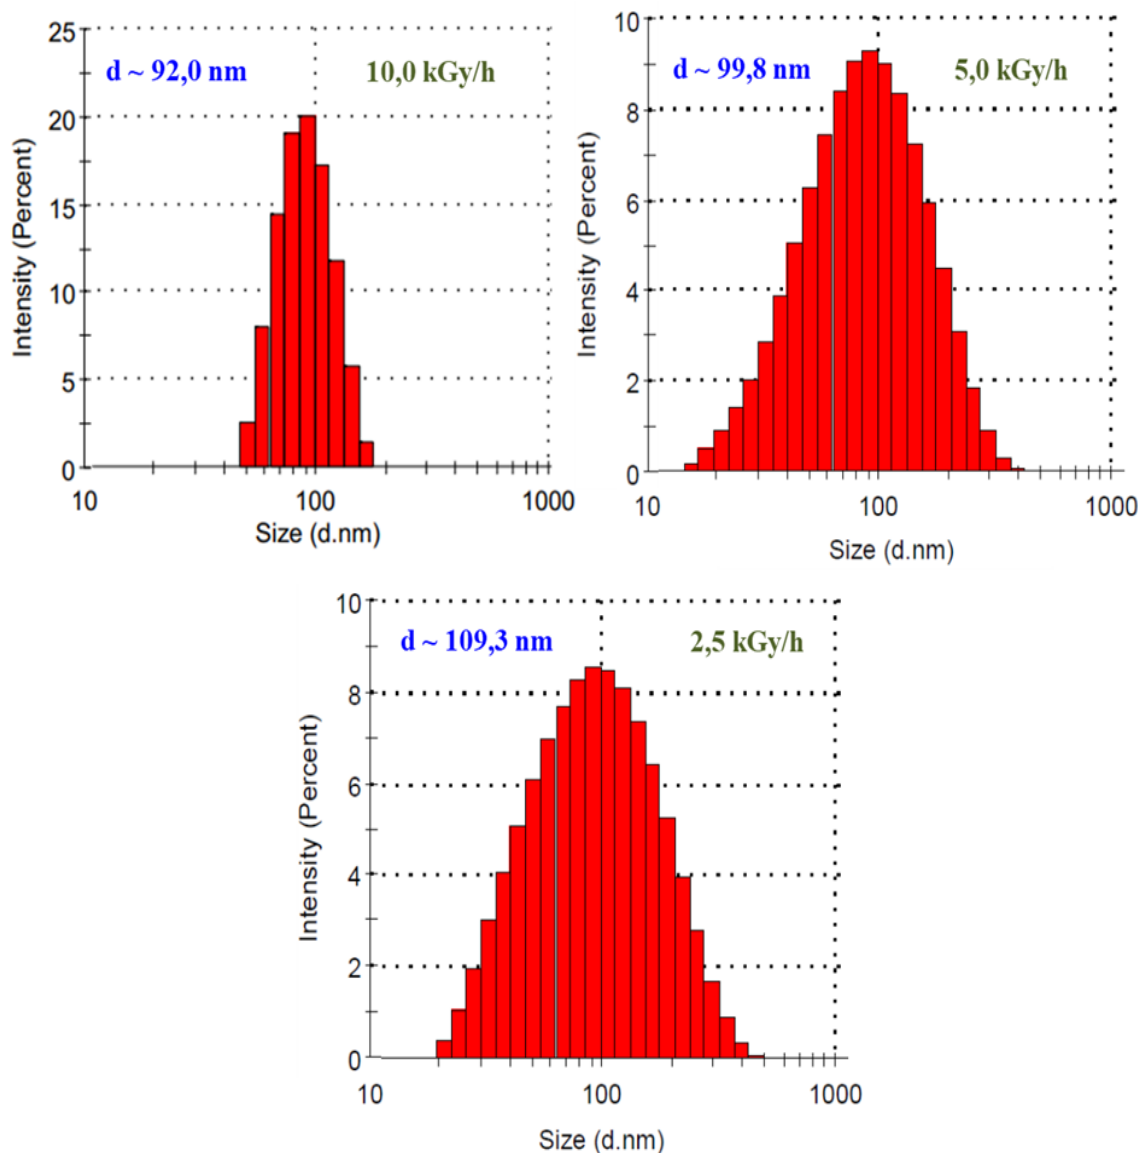 25
20
15
10
5
0
Intensity (Percent)
d ~ 92,0 nm
10,0 kGy/h
10
100
1000
Size (d.nm)
10
8
6
4
2
0
Intensity (Percent)
d ~ 99,8 nm
5,0 kGy/h
10
100
1000
Size (d.nm)
10
8
6
4
2
0
Intensity (Percent)
d ~ 109,3 nm
2,5 kGy/h
10
100
1000
Size (d.nm)